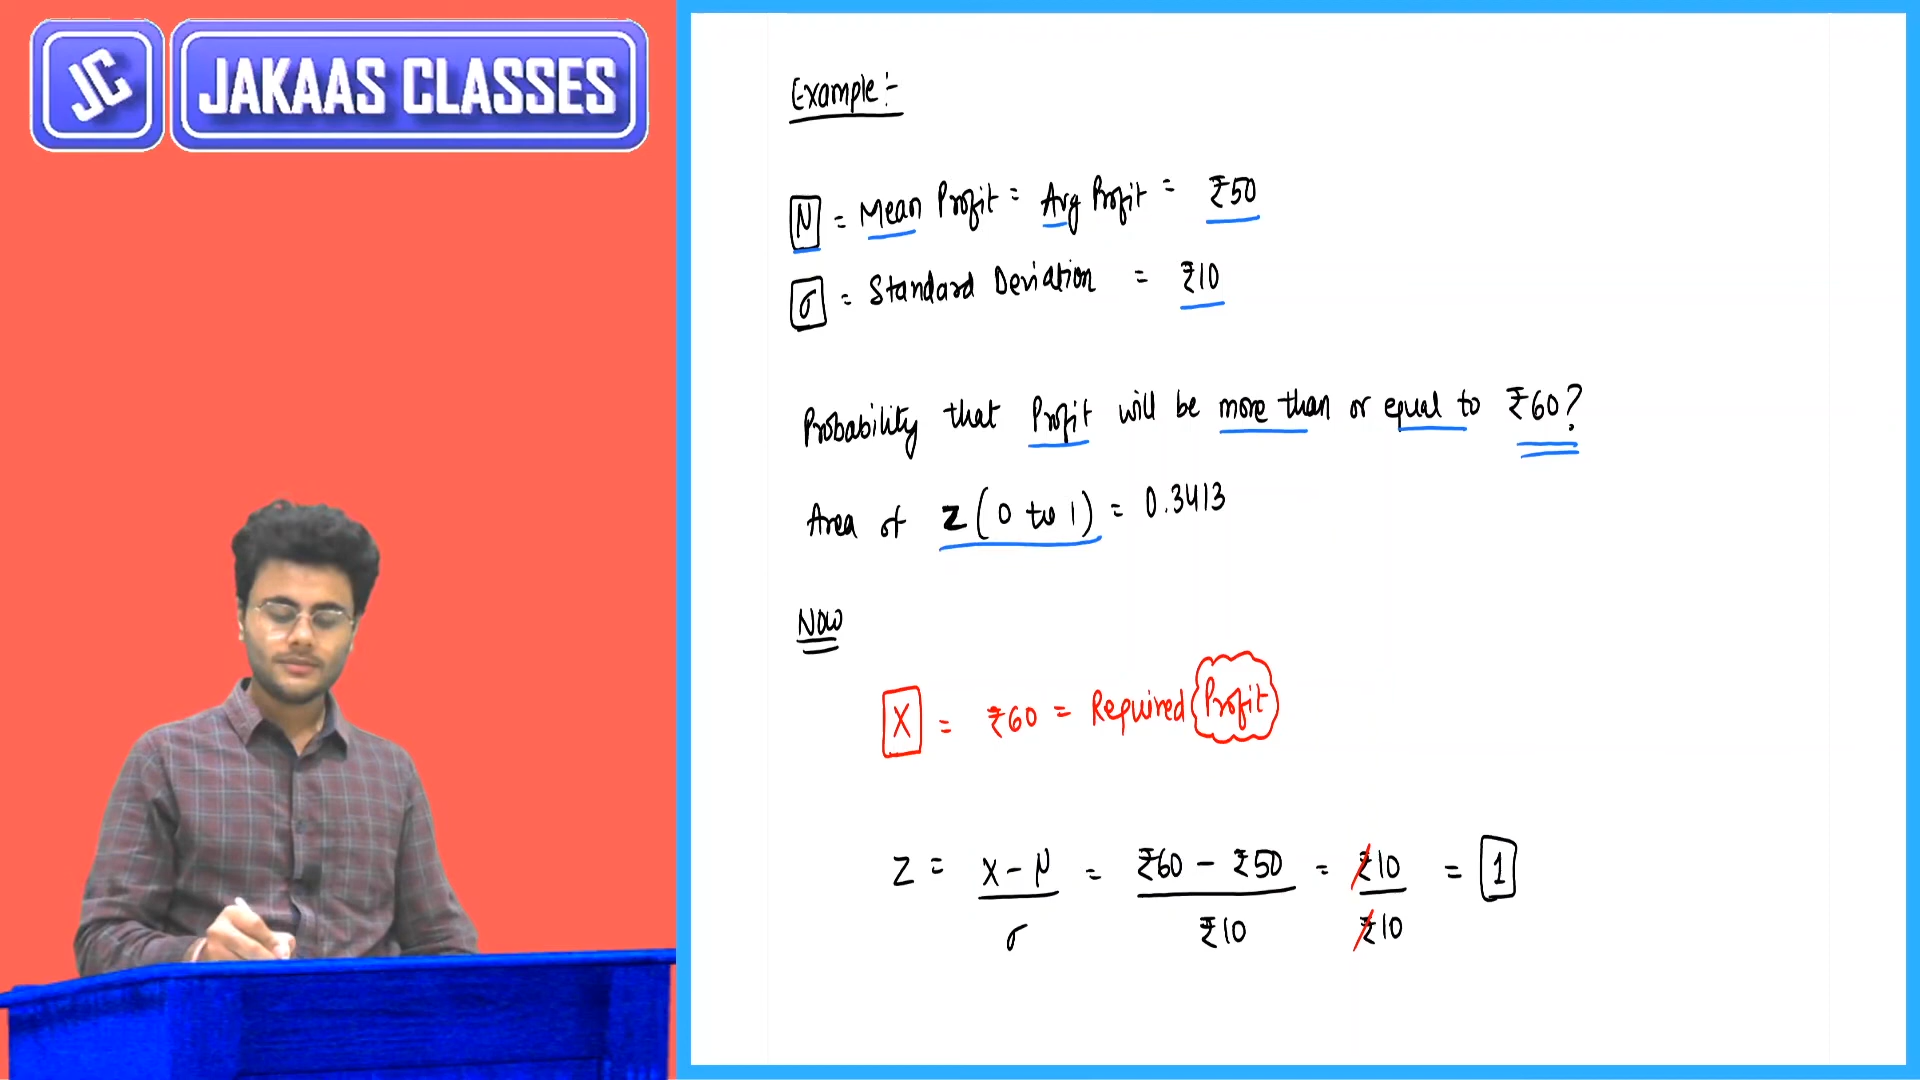 JC JAKAAS CLASSES
Example:-
μ = Mean Profit = Avg Profit = ₹50
σ = Standard Deviation = ₹10
Probability that Profit will be more than or equal to ₹60?
Area of Z (0 to 1) = 0.3413
Now
X = ₹60 = Required Profit
Z = X - μ / σ = ₹60 - ₹50 / ₹10 = ₹10 / ₹10 = 1